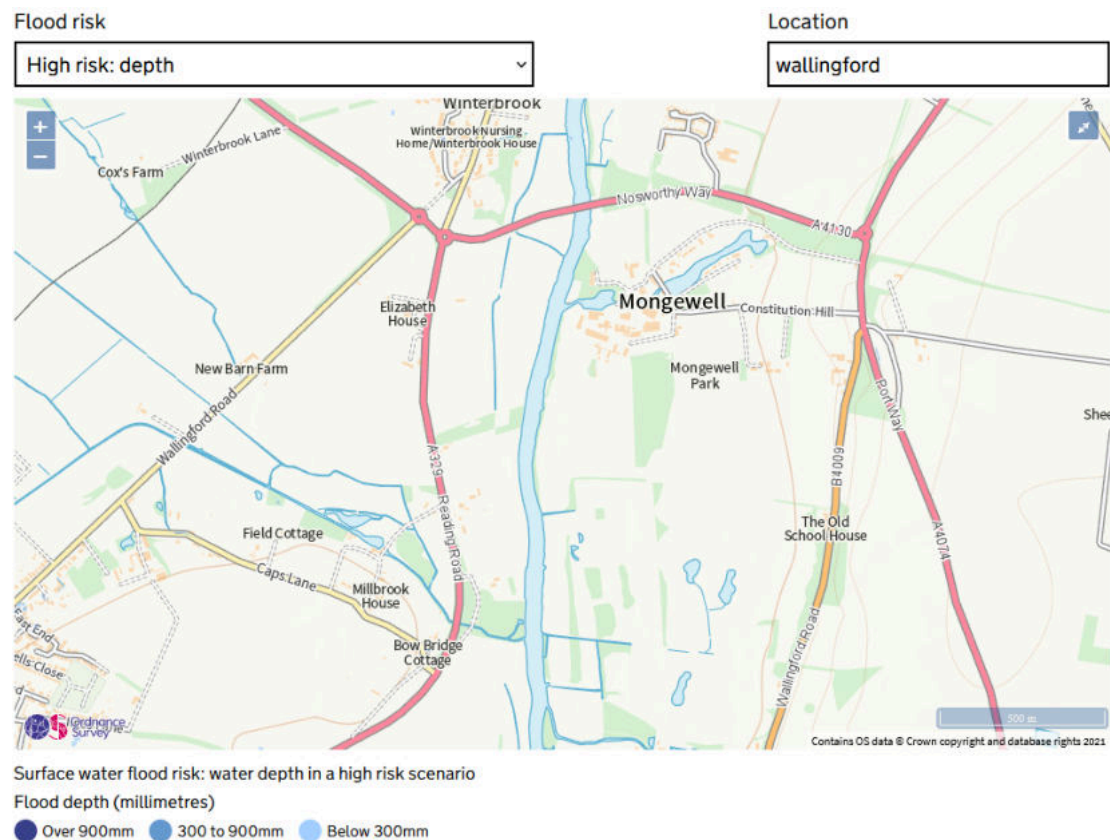 Flood risk
Location
High risk: depth
wallingford
+
−
Winterbrook
Winterbrook Nursing
Home/Winterbrook House
Winterbrook Lane
Cox's Farm
Nosworthy Way
A4130
Elizabeth
House
Mongewell
Constitution Hill
New Barn Farm
Mongewell
Park
Port Way
Shee
Wallingford Road
A329
Reading Road
B4009
A4074
Field Cottage
The Old
School House
Caps Lane
Millbrook
House
Wallingford Road
Bow Bridge
Cottage
East End
ells Close
Ordnance
Survey
500 m
Contains OS data © Crown copyright and database rights 2021
Surface water flood risk: water depth in a high risk scenario
Flood depth (millimetres)
Over 900mm 300 to 900mm Below 300mm